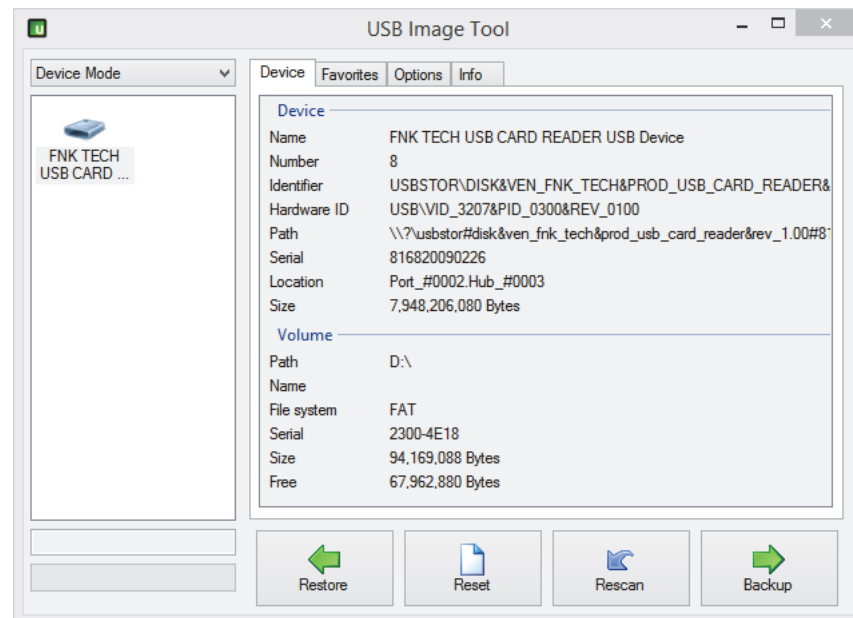 USB Image Tool
Device Mode
FNK TECH
USB CARD ...
Device Favorites Options Info
Device
Name FNK TECH USB CARD READER USB Device
Number 8
Identifier USBSTOR\DISK&VEN_FNK_TECH&PROD_USB_CARD_READER&
Hardware ID USB\VID_3207&PID_0300&REV_0100
Path \\?\usbstor#disk&ven_fnk_tech&prod_usb_card_reader&rev_1.00#81
Serial 816820090226
Location Port_#0002.Hub_#0003
Size 7,948,206,080 Bytes
Volume
Path D:\
Name
File system FAT
Serial 2300-4E18
Size 94,169,088 Bytes
Free 67,962,880 Bytes
Restore Reset Rescan Backup